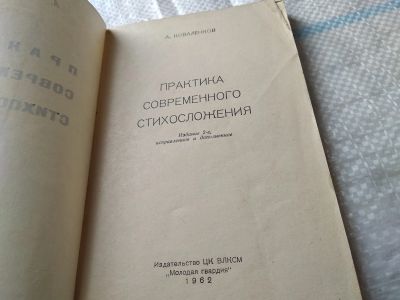 А. КОВАЛЕНКОВ
ПРАКТИКА
СОВРЕМЕННОГО
СТИХОСЛОЖЕНИЯ
Издание 2-е,
исправленное и дополненное
Издательство ЦК ВЛКСМ
„Молодая гвардия"
1962